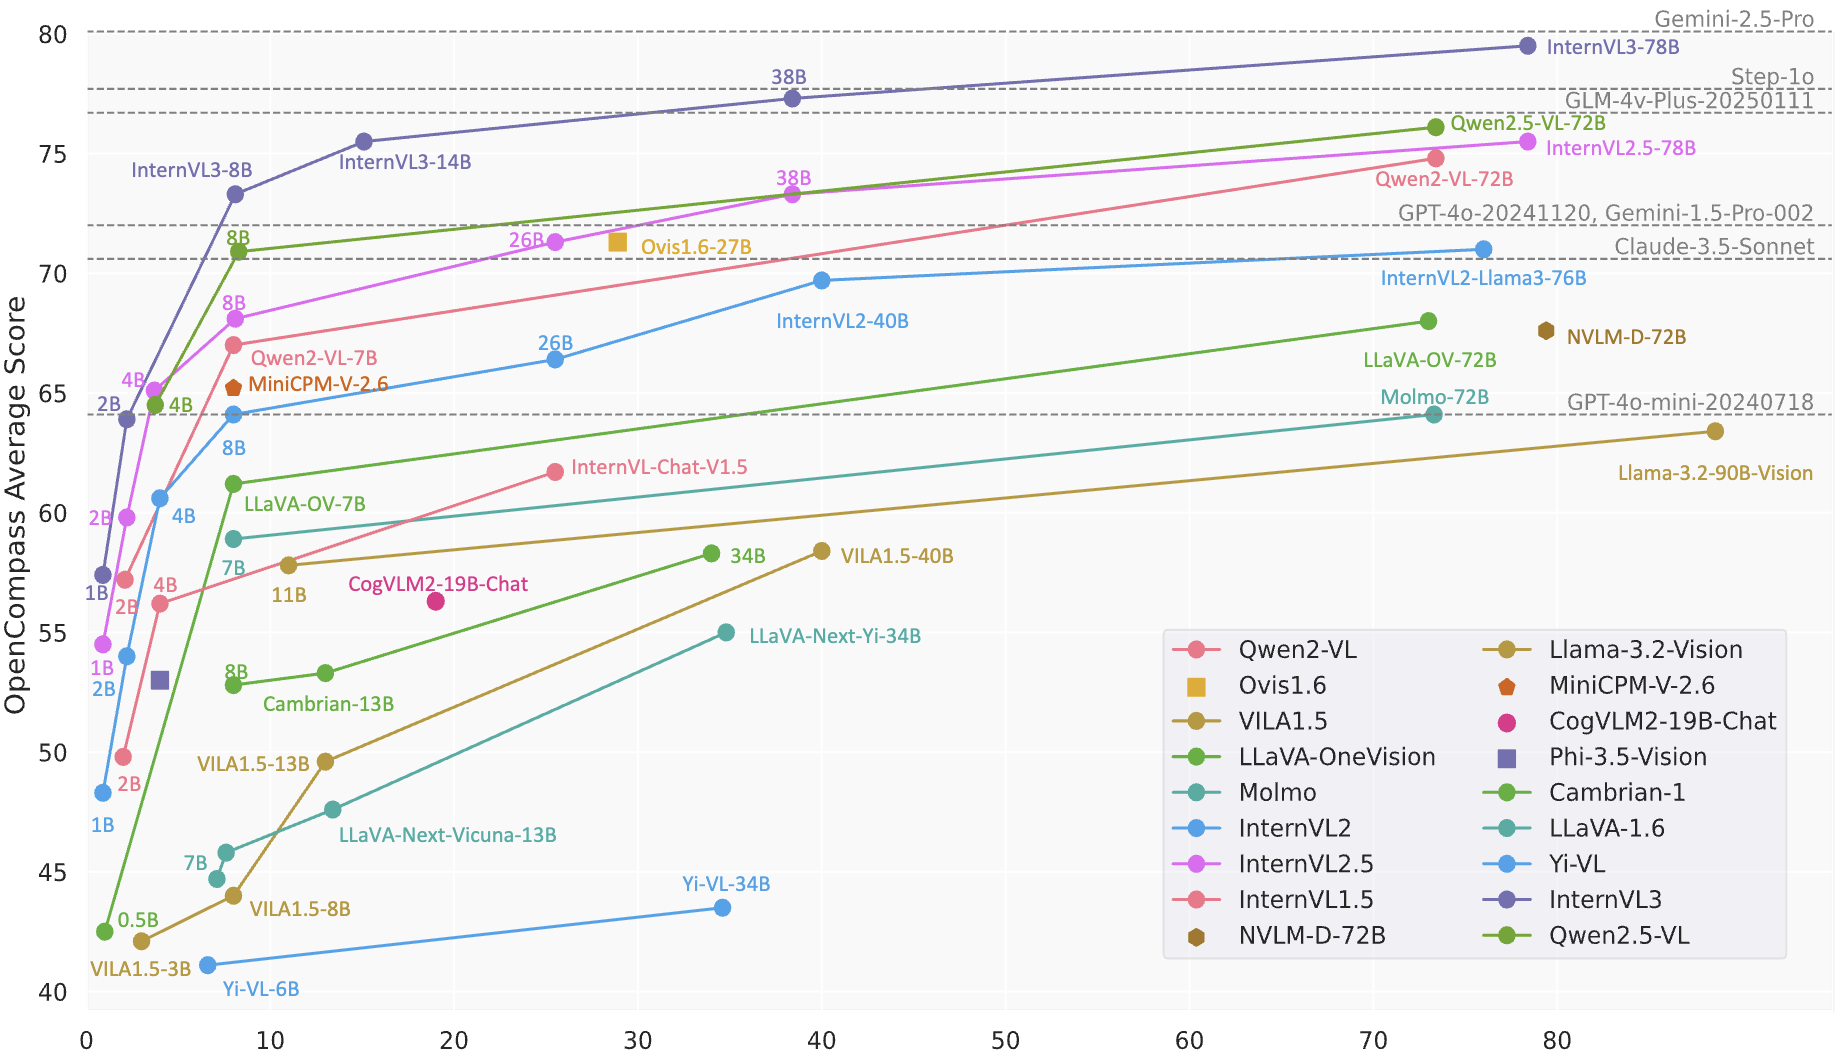 Gemini-2.5-Pro
80
InternVL3-78B
38B
Step-1o
GLM-4v-Plus-20250111
Qwen2.5-VL-72B
75
InternVL3-8B
InternVL3-14B
InternVL2.5-78B
38B
Qwen2-VL-72B
GPT-4o-20241120, Gemini-1.5-Pro-002
8B
26B
Ovis1.6-27B
Claude-3.5-Sonnet
70
InternVL2-Llama3-76B
8B
InternVL2-40B
26B
NVLM-D-72B
Qwen2-VL-7B
LLaVA-OV-72B
4B
MiniCPM-V-2.6
65
Molmo-72B
2B
4B
GPT-4o-mini-20240718
8B
InternVL-Chat-V1.5
Llama-3.2-90B-Vision
LLaVA-OV-7B
60
2B
4B
7B
34B
VILA1.5-40B
1B
2B
4B
11B
CogVLM2-19B-Chat
55
LLaVA-Next-Yi-34B
1B
8B
2B
Cambrian-13B
50
VILA1.5-13B
2B
1B
LLaVA-Next-Vicuna-13B
7B
45
Yi-VL-34B
0.5B
VILA1.5-8B
VILA1.5-3B
Yi-VL-6B
40
OpenCompass Average Score
0 10 20 30 40 50 60 70 80
Qwen2-VL
Ovis1.6
VILA1.5
LLaVA-OneVision
Molmo
InternVL2
InternVL2.5
InternVL1.5
NVLM-D-72B
Llama-3.2-Vision
MiniCPM-V-2.6
CogVLM2-19B-Chat
Phi-3.5-Vision
Cambrian-1
LLaVA-1.6
Yi-VL
InternVL3
Qwen2.5-VL